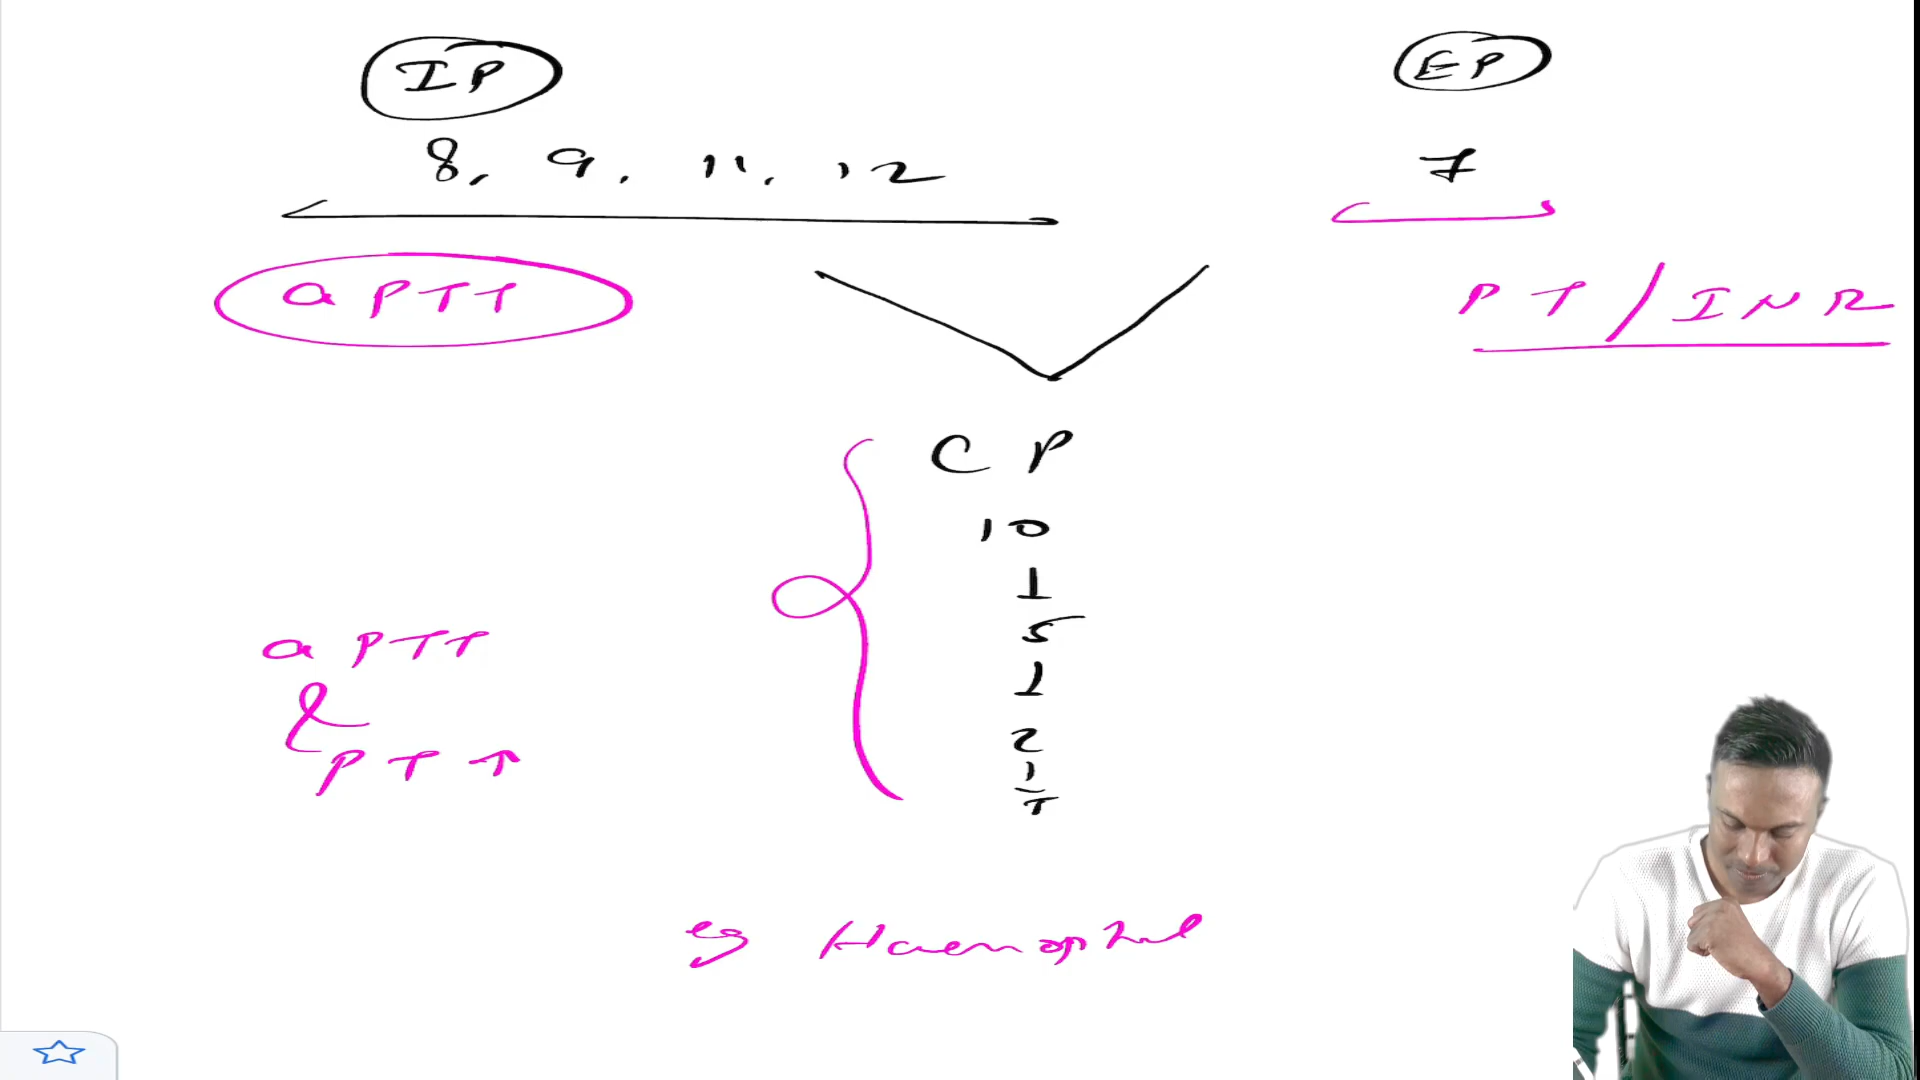 IP
EP
8, 9, 11, 12
7
aPTT
PT/INR
CP
10
1
5
1
2
1
aPTT
&
PT↑
eg Haemophil